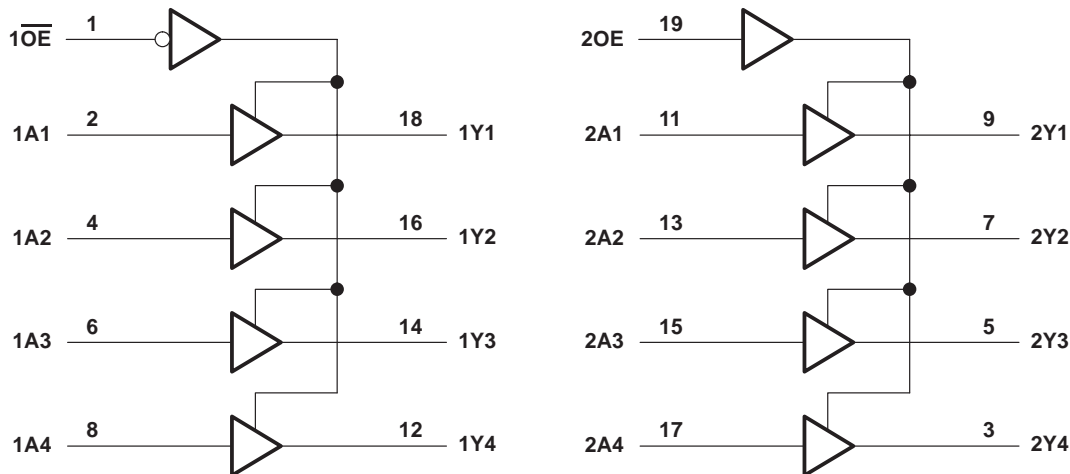 1O̅E̅ 1
1A1 2 18 1Y1
1A2 4 16 1Y2
1A3 6 14 1Y3
1A4 8 12 1Y4
2OE 19
2A1 11 9 2Y1
2A2 13 7 2Y2
2A3 15 5 2Y3
2A4 17 3 2Y4